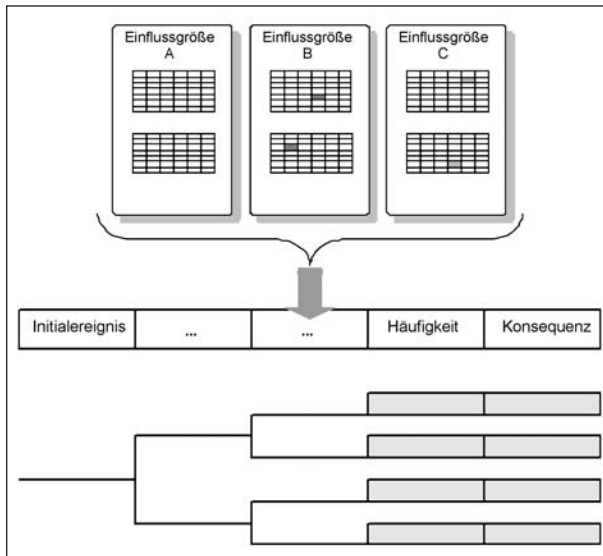 Einflussgröße
A
Einflussgröße
B
Einflussgröße
C
Initialereignis
...
...
Häufigkeit
Konsequenz